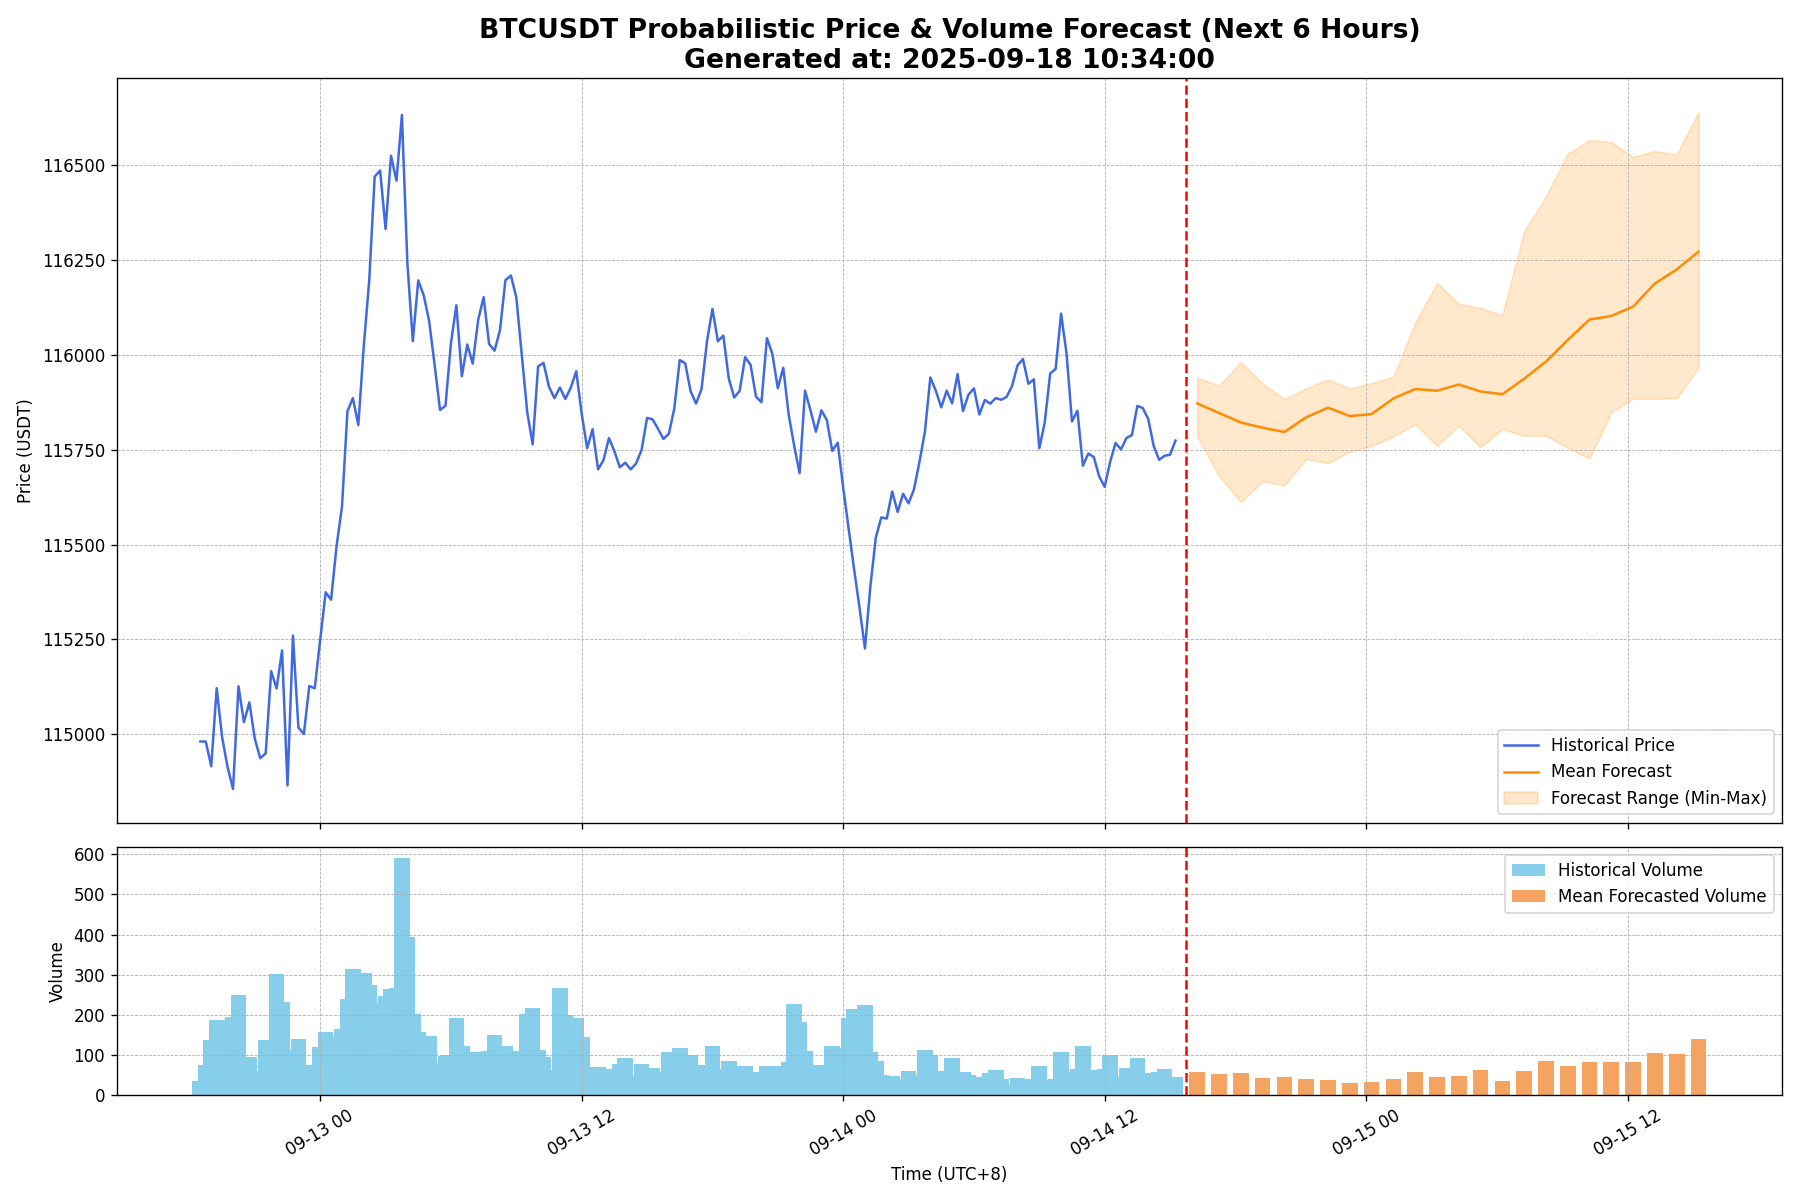 BTCUSDT Probabilistic Price & Volume Forecast (Next 6 Hours)
Generated at: 2025-09-18 10:34:00
Price (USDT)
116500
116250
116000
115750
115500
115250
115000
Historical Price
Mean Forecast
Forecast Range (Min-Max)
Volume
600
500
400
300
200
100
0
Historical Volume
Mean Forecasted Volume
09-13 00
09-13 12
09-14 00
09-14 12
09-15 00
09-15 12
Time (UTC+8)